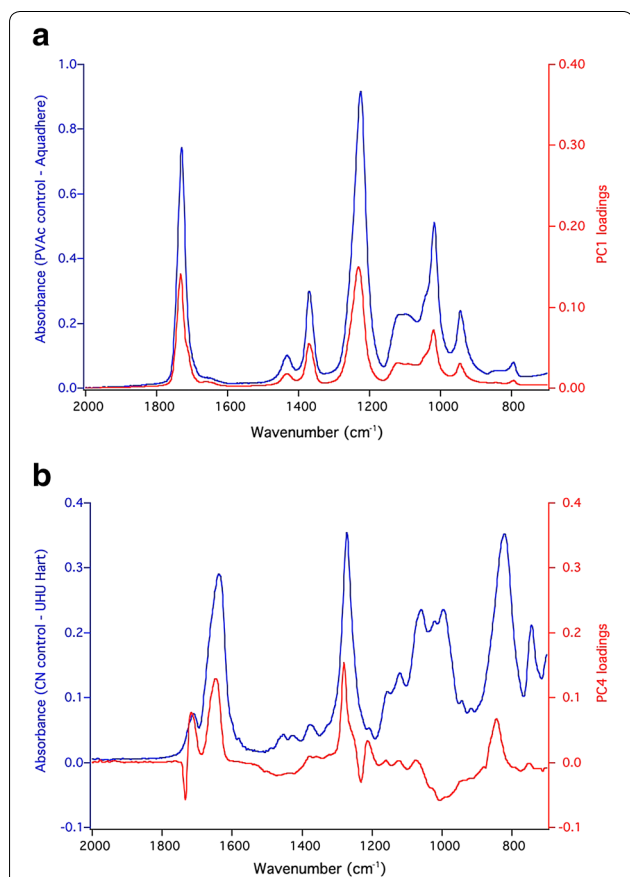 a
1.0
0.40
0.8
0.30
0.6
0.20
0.4
0.10
0.2
0.0
0.00
Absorbance (PVAc control - Aquadhere)
PC1 loadings
2000 1800 1600 1400 1200 1000 800
Wavenumber (cm-1)
b
0.4
0.4
0.3
0.3
0.2
0.2
0.1
0.1
0.0
0.0
-0.1
-0.1
Absorbance (CN control - UHU Hart)
PC4 loadings
2000 1800 1600 1400 1200 1000 800
Wavenumber (cm-1)